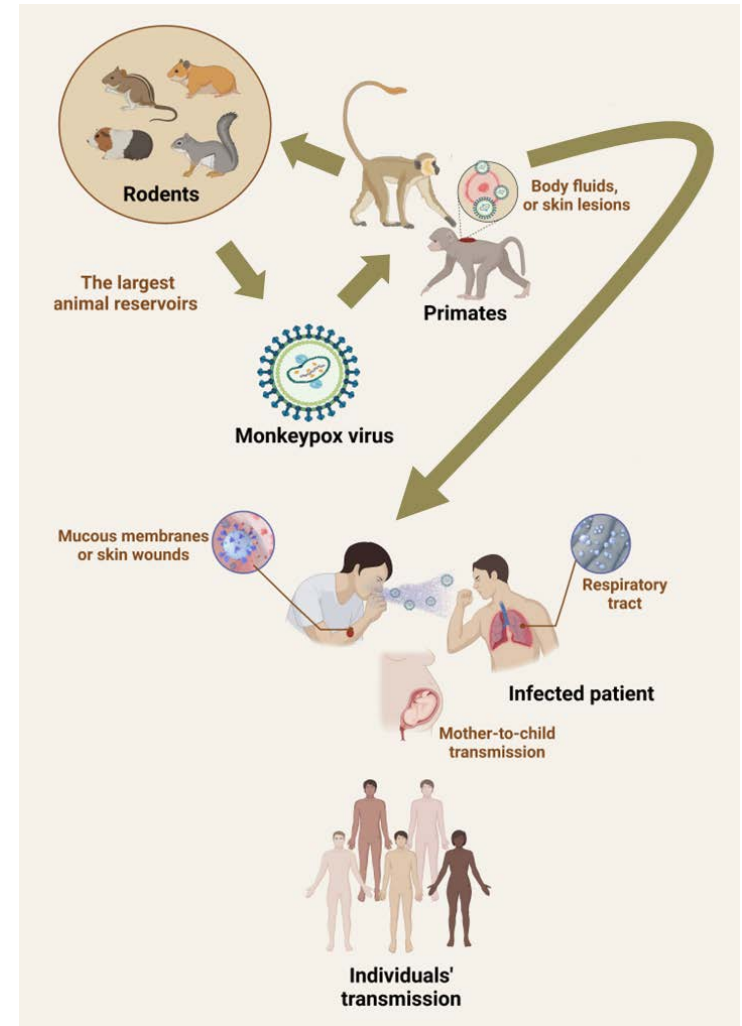 Rodents
Body fluids,
or skin lesions
The largest
animal reservoirs
Primates
Monkeypox virus
Mucous membranes
or skin wounds
Respiratory
tract
Infected patient
Mother-to-child
transmission
Individuals'
transmission